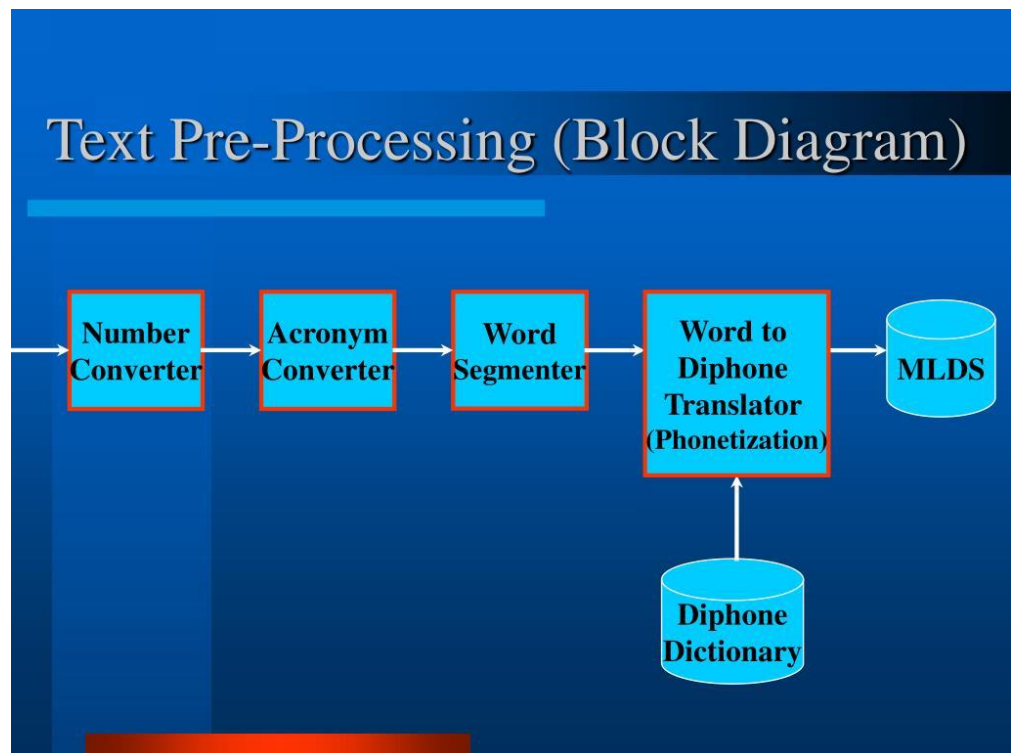 Text Pre-Processing (Block Diagram)
Number
Converter
Acronym
Converter
Word
Segmenter
Word to
Diphone
Translator
(Phonetization)
MLDS
Diphone
Dictionary